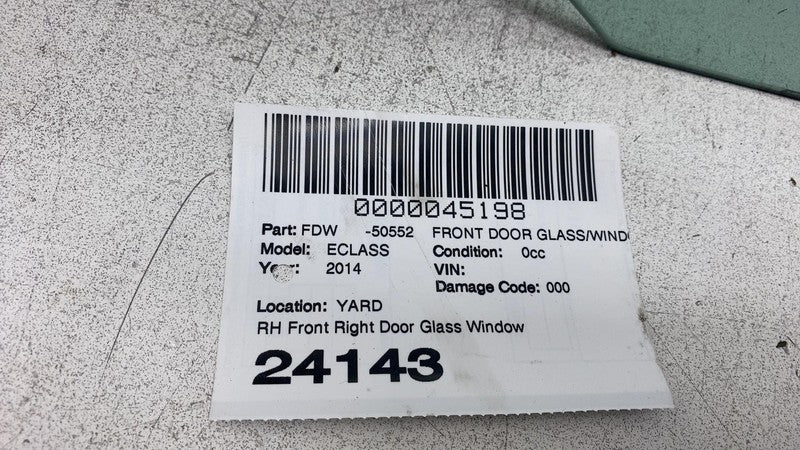 0000045198
Part: FDW -50552 FRONT DOOR GLASS/WIND
Model: ECLASS Condition: 0cc
Year: 2014 VIN:
Damage Code: 000
Location: YARD
RH Front Right Door Glass Window
24143